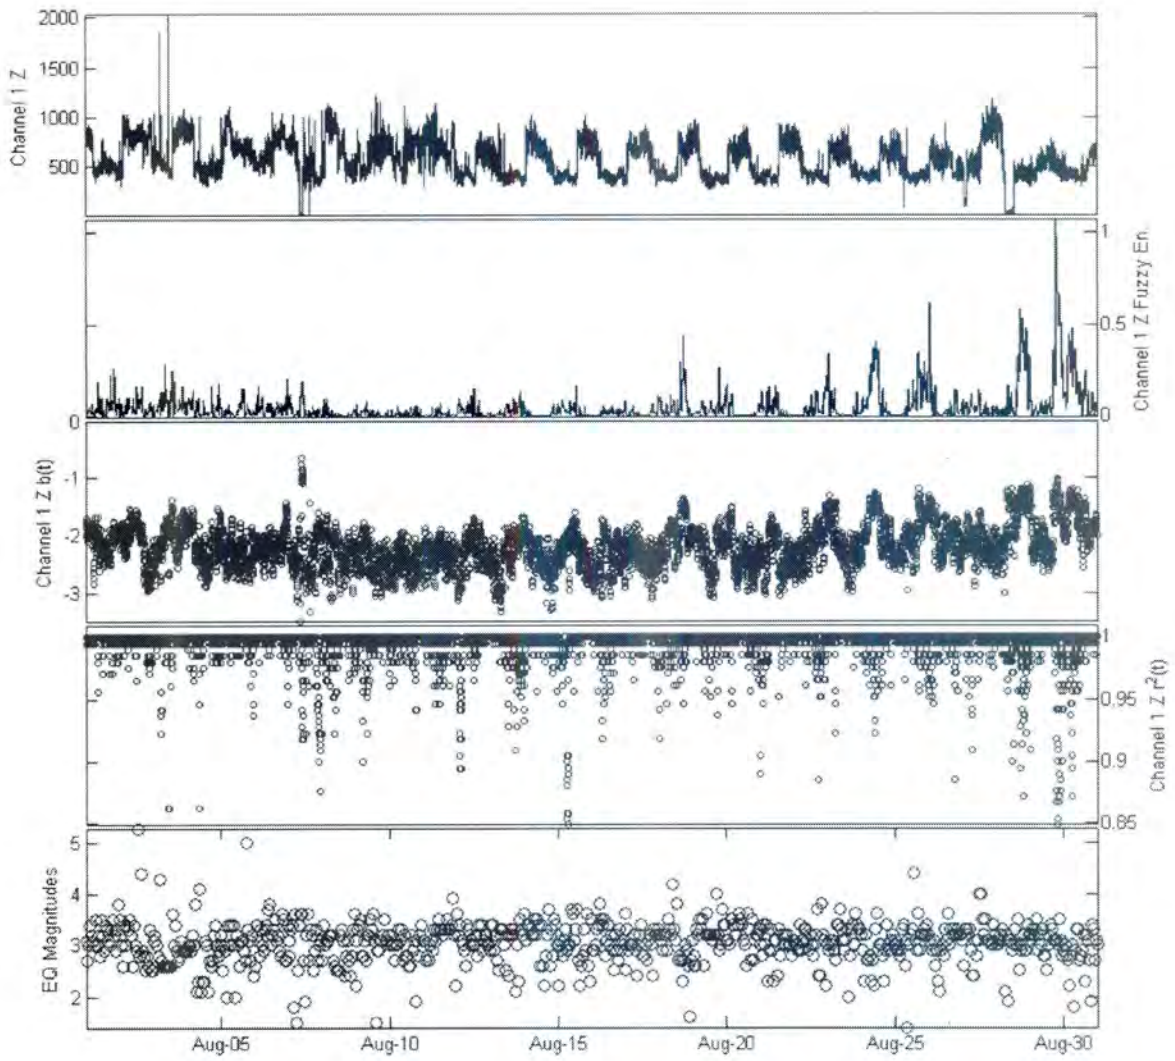 2000
1500
1000
500
Channel 1 Z
1
0.5
0
Channel 1 Z Fuzzy En.
0
-1
-2
-3
Channel 1 Z b(t)
1
0.95
0.9
0.85
Channel 1 Z r²(t)
5
4
3
2
EQ Magnitudes
Aug-05
Aug-10
Aug-15
Aug-20
Aug-25
Aug-30